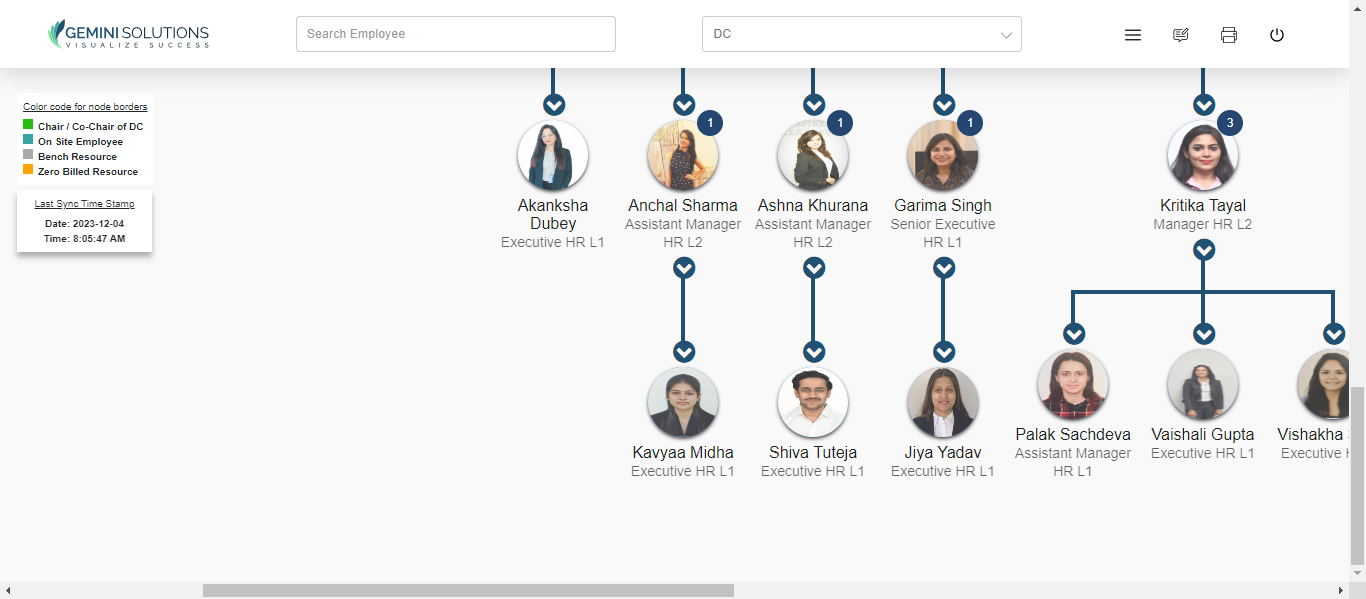 GEMINI SOLUTIONS
VISUALIZE SUCCESS
Search Employee
DC
Color code for node borders
Chair / Co-Chair of DC
On Site Employee
Bench Resource
Zero Billed Resource
Last Sync Time Stamp
Date: 2023-12-04
Time: 8:05:47 AM
Akanksha
Dubey
Executive HR L1
1
Anchal Sharma
Assistant Manager
HR L2
1
Ashna Khurana
Assistant Manager
HR L2
1
Garima Singh
Senior Executive
HR L1
3
Kritika Tayal
Manager HR L2
Kavyaa Midha
Executive HR L1
Shiva Tuteja
Executive HR L1
Jiya Yadav
Executive HR L1
Palak Sachdeva
Assistant Manager
HR L1
Vaishali Gupta
Executive HR L1
Vishakha
Executive